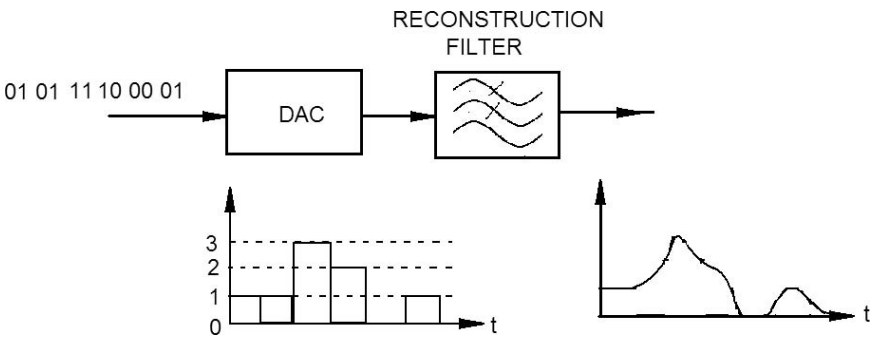 RECONSTRUCTION
FILTER
01 01 11 10 00 01
DAC
3
2
1
0
t
t